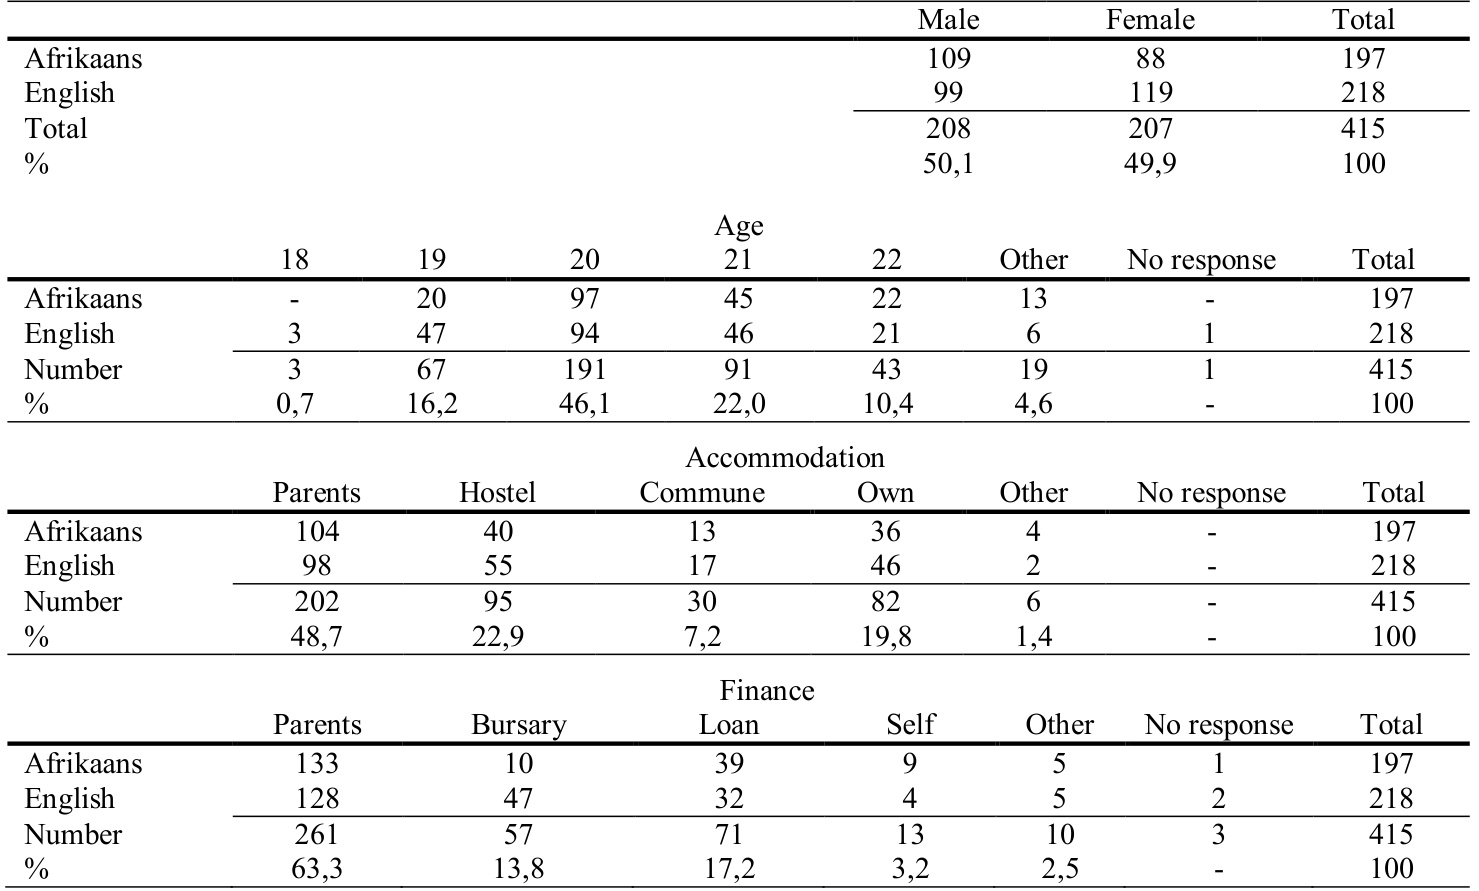 Male Female Total
Afrikaans 109 88 197
English 99 119 218
Total 208 207 415
% 50,1 49,9 100
Age
18 19 20 21 22 Other No response Total
Afrikaans - 20 97 45 22 13 - 197
English 3 47 94 46 21 6 1 218
Number 3 67 191 91 43 19 1 415
% 0,7 16,2 46,1 22,0 10,4 4,6 - 100
Accommodation
Parents Hostel Commune Own Other No response Total
Afrikaans 104 40 13 36 4 - 197
English 98 55 17 46 2 - 218
Number 202 95 30 82 6 - 415
% 48,7 22,9 7,2 19,8 1,4 - 100
Finance
Parents Bursary Loan Self Other No response Total
Afrikaans 133 10 39 9 5 1 197
English 128 47 32 4 5 2 218
Number 261 57 71 13 10 3 415
% 63,3 13,8 17,2 3,2 2,5 - 100